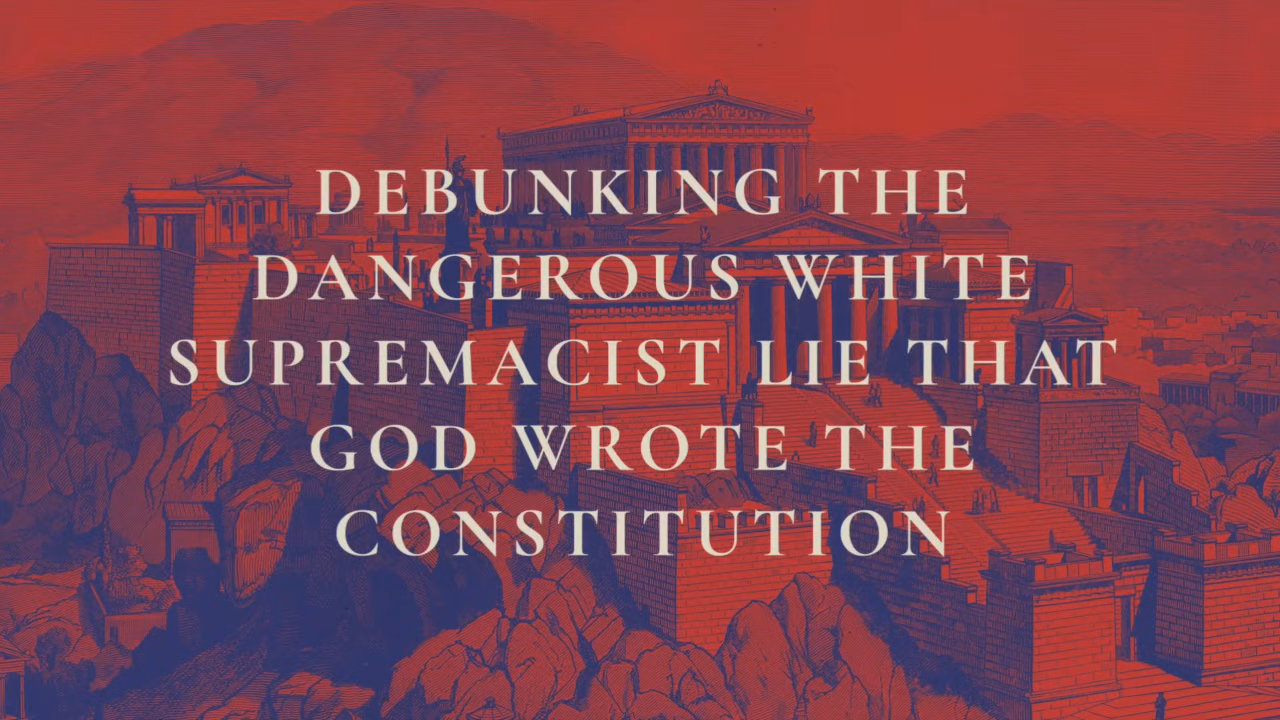 DEBUNKING THE
DANGEROUS WHITE
SUPREMACIST LIE THAT
GOD WROTE THE
CONSTITUTION